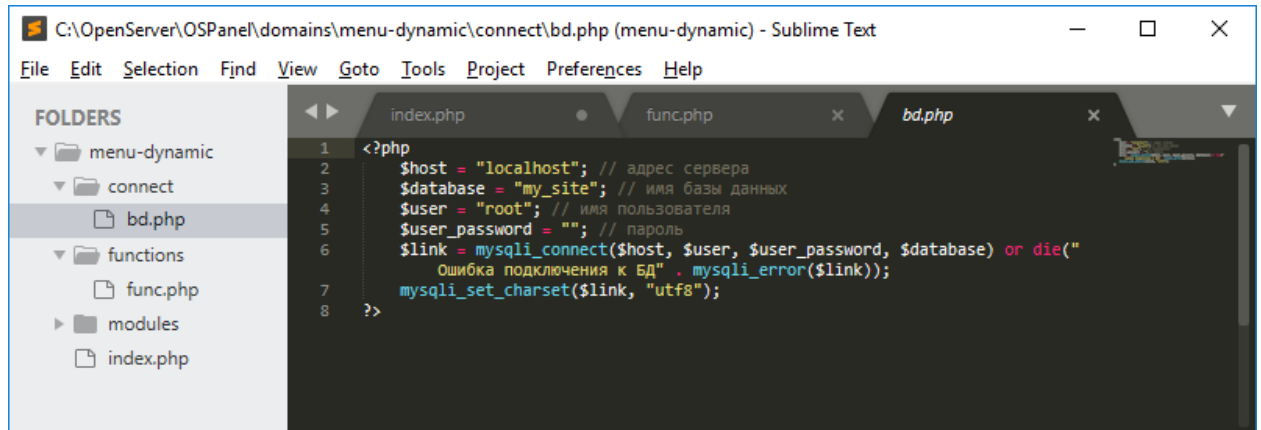 C:\OpenServer\OSPanel\domains\menu-dynamic\connect\bd.php (menu-dynamic) - Sublime Text
File Edit Selection Find View Goto Tools Project Preferences Help
FOLDERS
menu-dynamic
connect
bd.php
functions
func.php
modules
index.php
index.php func.php bd.php
1 <?php
2 $host = "localhost"; // адрес сервера
3 $database = "my_site"; // имя базы данных
4 $user = "root"; // имя пользователя
5 $user_password = ""; // пароль
6 $link = mysqli_connect($host, $user, $user_password, $database) or die("
Ошибка подключения к БД" . mysqli_error($link));
7 mysqli_set_charset($link, "utf8");
8 ?>